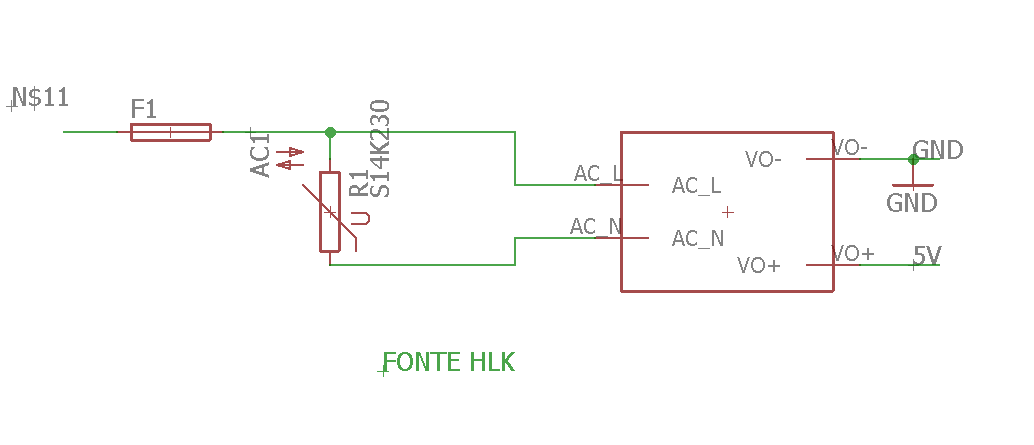 N$11
F1
AC1
R1
S14K230
U
AC_L
AC_L
AC_N
AC_N
VO-
VO-
GND
GND
VO+
VO+
5V
FONTE HLK